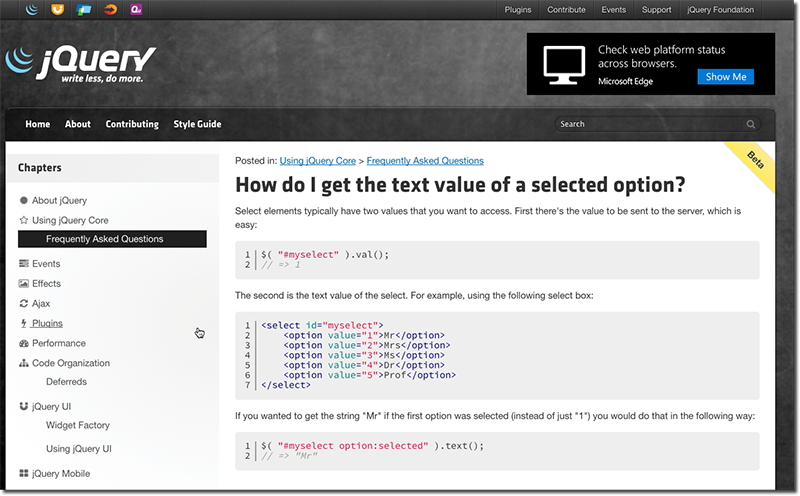 Plugins Contribute Events Support jQuery Foundation
jQuery
write less, do more.
Check web platform status
across browsers.
Microsoft Edge
Show Me
Home About Contributing Style Guide
Search
Beta
Chapters
About jQuery
Using jQuery Core
Frequently Asked Questions
Events
Effects
Ajax
Plugins
Performance
Code Organization
Deferreds
jQuery UI
Widget Factory
Using jQuery UI
jQuery Mobile
Posted in: Using jQuery Core > Frequently Asked Questions
How do I get the text value of a selected option?
Select elements typically have two values that you want to access. First there's the value to be sent to the server, which is
easy:
1 $( "#myselect" ).val();
2 // => 1
The second is the text value of the select. For example, using the following select box:
1 <select id="myselect">
2     <option value="1">Mr</option>
3     <option value="2">Mrs</option>
4     <option value="3">Ms</option>
5     <option value="4">Dr</option>
6     <option value="5">Prof</option>
7 </select>
If you wanted to get the string "Mr" if the first option was selected (instead of just "1") you would do that in the following way:
1 $( "#myselect option:selected" ).text();
2 // => "Mr"